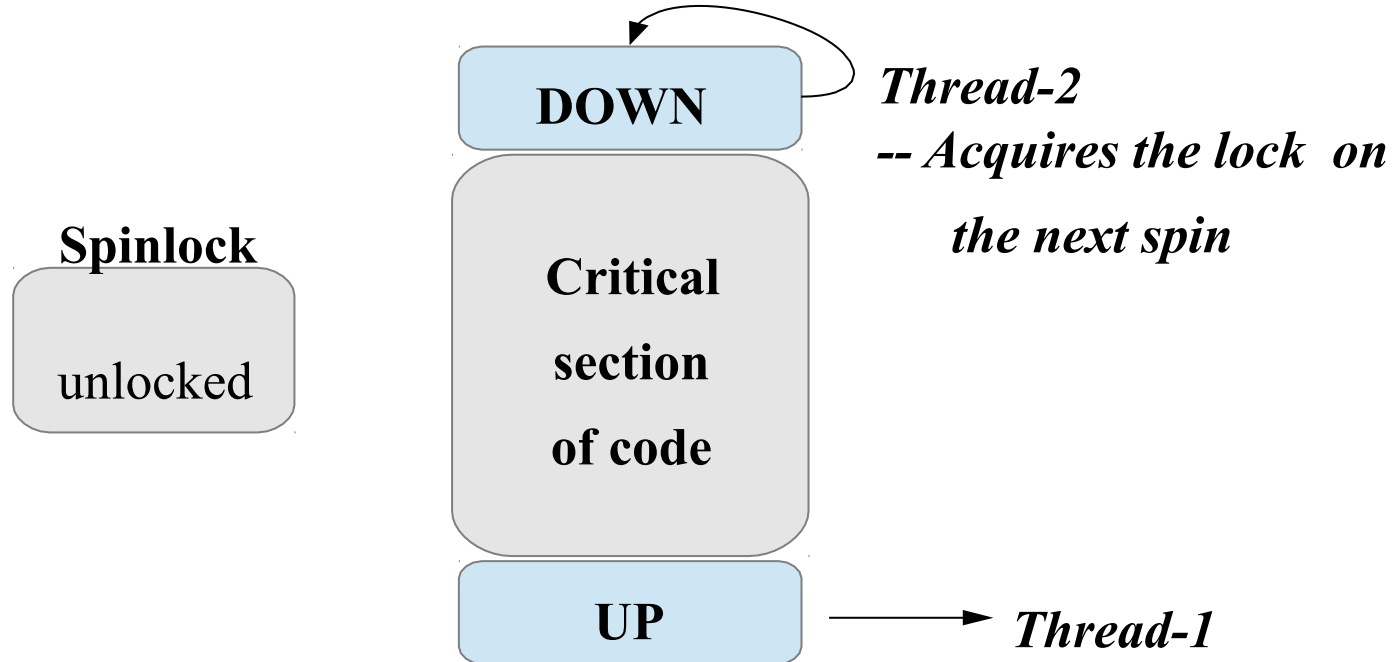 DOWN
Thread-2
-- Acquires the lock on
the next spin
Spinlock
unlocked
Critical
section
of code
UP
Thread-1